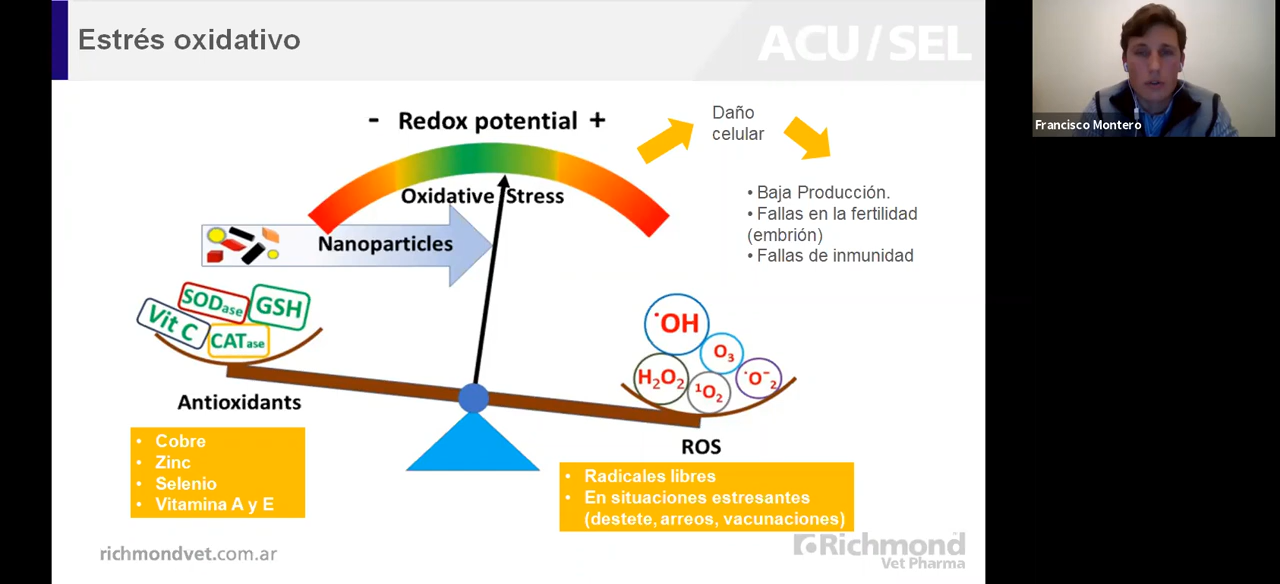 Estrés oxidativo
ACU/SEL
Francisco Montero
- Redox potential +
Daño
celular
Oxidative Stress
Nanoparticles
• Baja Producción.
• Fallas en la fertilidad
(embrión)
• Fallas de inmunidad
SODase
GSH
Vit C
CATase
•OH
O3
H2O2
¹O2
•O⁻2
Antioxidants
ROS
• Cobre
• Zinc
• Selenio
• Vitamina A y E
• Radicales libres
• En situaciones estresantes
(destete, arreos, vacunaciones)
richmondvet.com.ar
Richmond
Vet Pharma